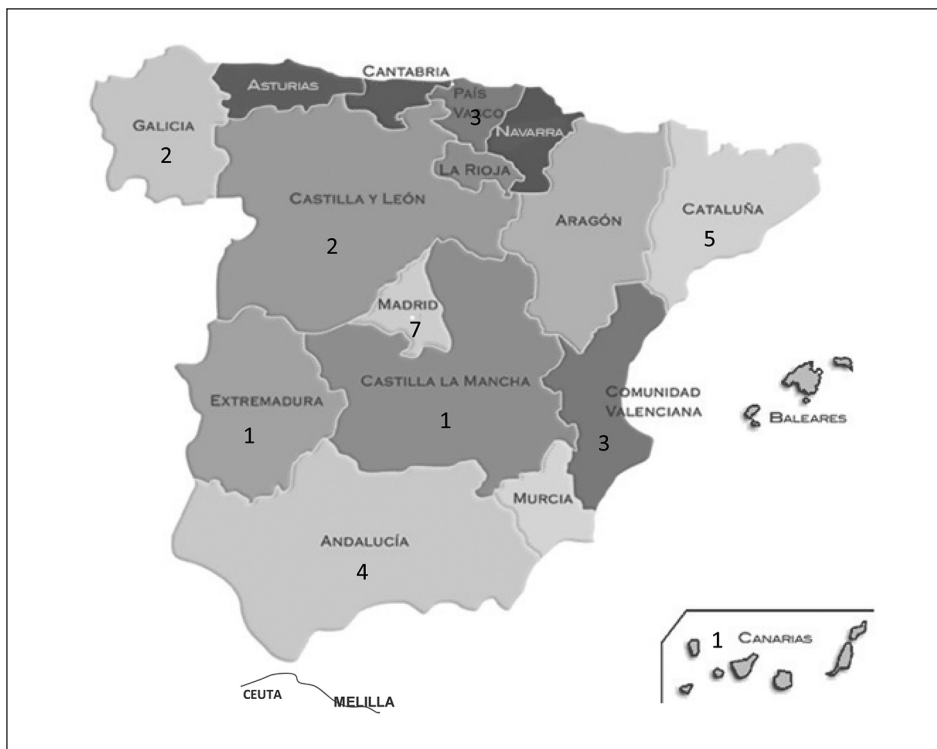 CANTABRIA
ASTURIAS
PAÍS
VASCO
3
NAVARRA
GALICIA
2
LA RIOJA
CASTILLA Y LEÓN
2
ARAGÓN
CATALUÑA
5
MADRID
7
CASTILLA LA MANCHA
1
EXTREMADURA
1
COMUNIDAD
VALENCIANA
3
BALEARES
MURCIA
ANDALUCÍA
4
1 CANARIAS
CEUTA
MELILLA